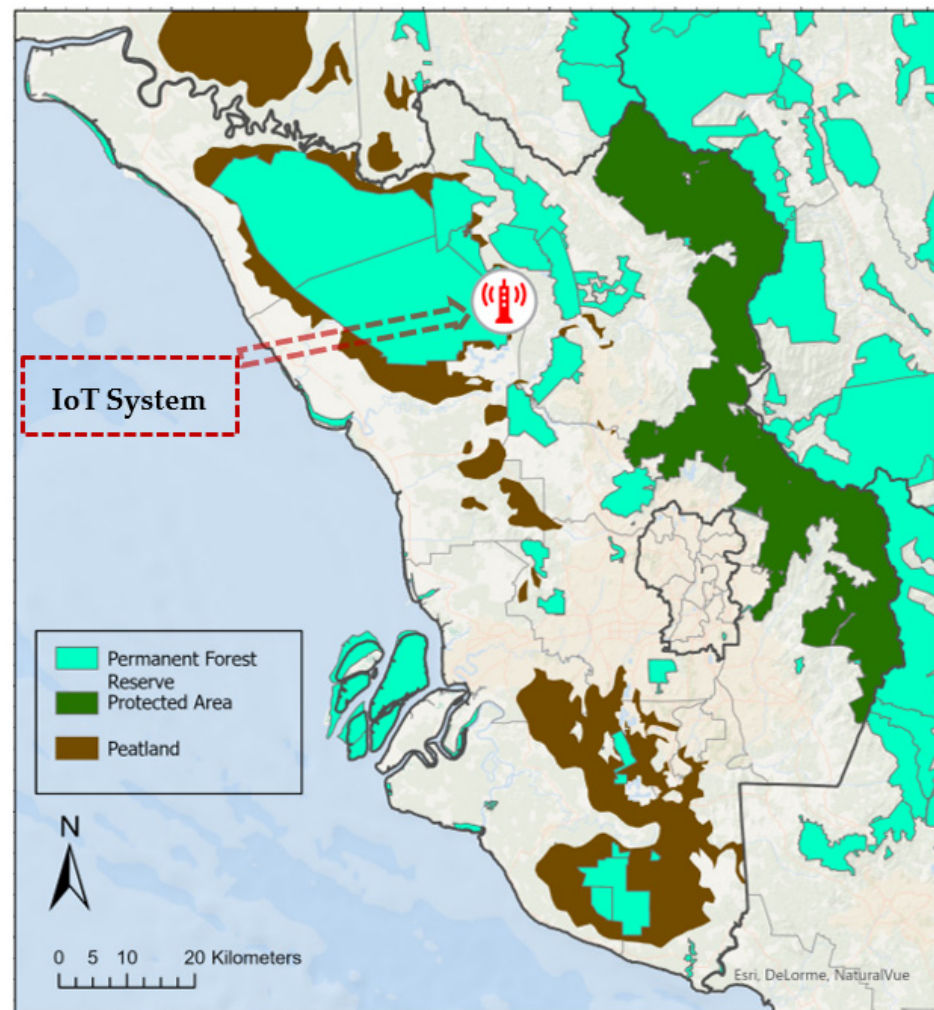 IoT System
Permanent Forest
Reserve
Protected Area
Peatland
N
0 5 10 20 Kilometers
Esri, DeLorme, NaturalVue